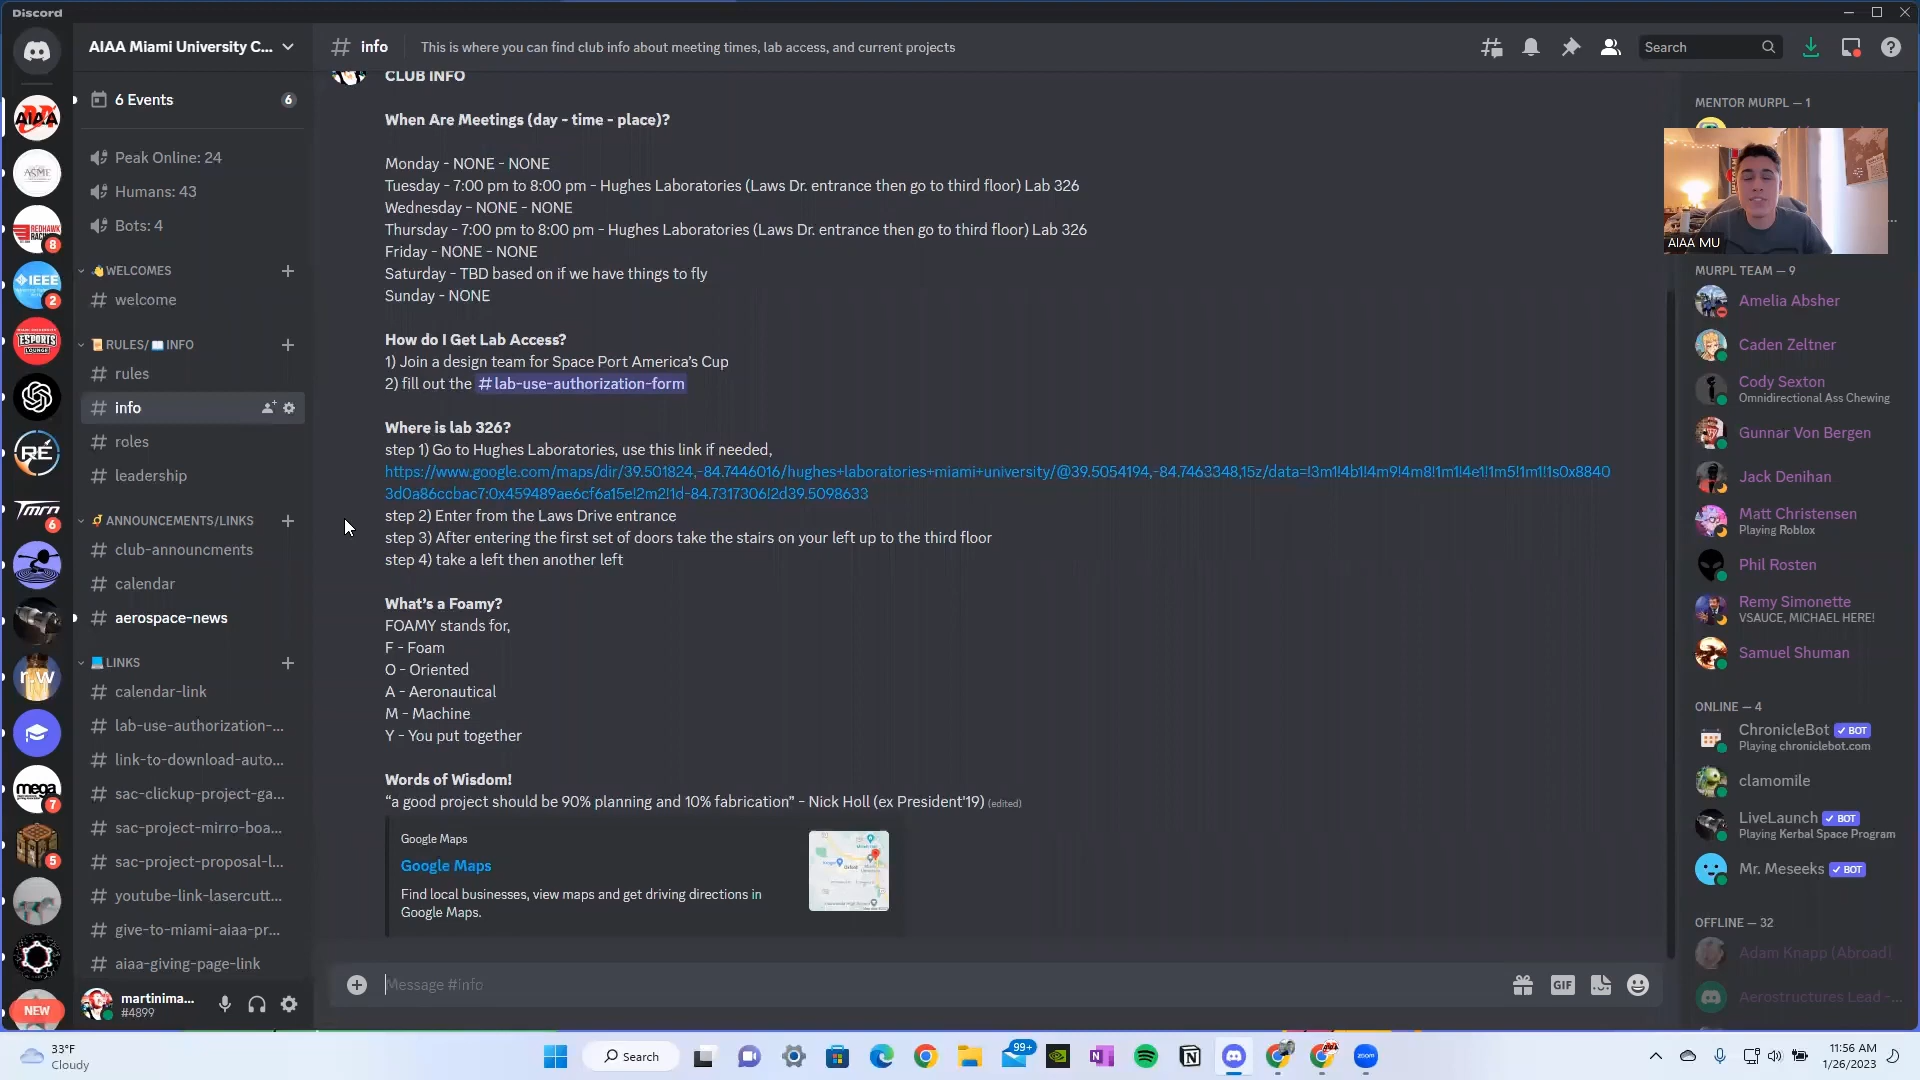 Discord
AIAA Miami University C...
info
This is where you can find club info about meeting times, lab access, and current projects
Search
6 Events
6
Peak Online: 24
Humans: 43
Bots: 4
WELCOMES
welcome
RULES/ INFO
rules
info
roles
leadership
ANNOUNCEMENTS/LINKS
club-announcments
calendar
aerospace-news
LINKS
calendar-link
lab-use-authorization-...
link-to-download-auto...
sac-clickup-project-ga...
sac-project-mirro-boa...
sac-project-proposal-l...
youtube-link-lasercutt...
give-to-miami-aiaa-pr...
aiaa-giving-page-link
martinima...
#4899
AIAA
ASME
REDHAWK RACING
8
IEEE
2
ESPORTS
LOUNGE
RE
6
r.w
mega
7
5
NEW
CLUB INFO
When Are Meetings (day - time - place)?
Monday - NONE - NONE
Tuesday - 7:00 pm to 8:00 pm - Hughes Laboratories (Laws Dr. entrance then go to third floor) Lab 326
Wednesday - NONE - NONE
Thursday - 7:00 pm to 8:00 pm - Hughes Laboratories (Laws Dr. entrance then go to third floor) Lab 326
Friday - NONE - NONE
Saturday - TBD based on if we have things to fly
Sunday - NONE
How do I Get Lab Access?
1) Join a design team for Space Port America's Cup
2) fill out the #lab-use-authorization-form
Where is lab 326?
step 1) Go to Hughes Laboratories, use this link if needed,
https://www.google.com/maps/dir/39.501824,-84.7446016/hughes+laboratories+miami+university/@39.5054194,-84.7463348,15z/data=!3m1!4b1!4m9!4m8!1m1!4e1!1m5!1m1!1s0x8840
3d0a86ccbac7:0x459489ae6cf6a15e!2m2!1d-84.7317306!2d39.5098633
step 2) Enter from the Laws Drive entrance
step 3) After entering the first set of doors take the stairs on your left up to the third floor
step 4) take a left then another left
What's a Foamy?
FOAMY stands for,
F - Foam
O - Oriented
A - Aeronautical
M - Machine
Y - You put together
Words of Wisdom!
“a good project should be 90% planning and 10% fabrication” - Nick Holl (ex President'19) (edited)
Google Maps
Google Maps
Find local businesses, view maps and get driving directions in
Google Maps.
Message #info
GIF
MENTOR MURPL — 1
AIAA MU
MURPL TEAM — 9
Amelia Absher
Caden Zeltner
Cody Sexton
Omnidirectional Ass Chewing
Gunnar Von Bergen
Jack Denihan
Matt Christensen
Playing Roblox
Phil Rosten
Remy Simonette
VSAUCE, MICHAEL HERE!
Samuel Shuman
ONLINE — 4
ChronicleBot BOT
Playing chroniclebot.com
clamomile
LiveLaunch BOT
Playing Kerbal Space Program
Mr. Meseeks BOT
OFFLINE — 32
Adam Knapp (Abroad)
Aerostructures Lead -...
33°F
Cloudy
Search
99+
zoom
11:56 AM
1/26/2023